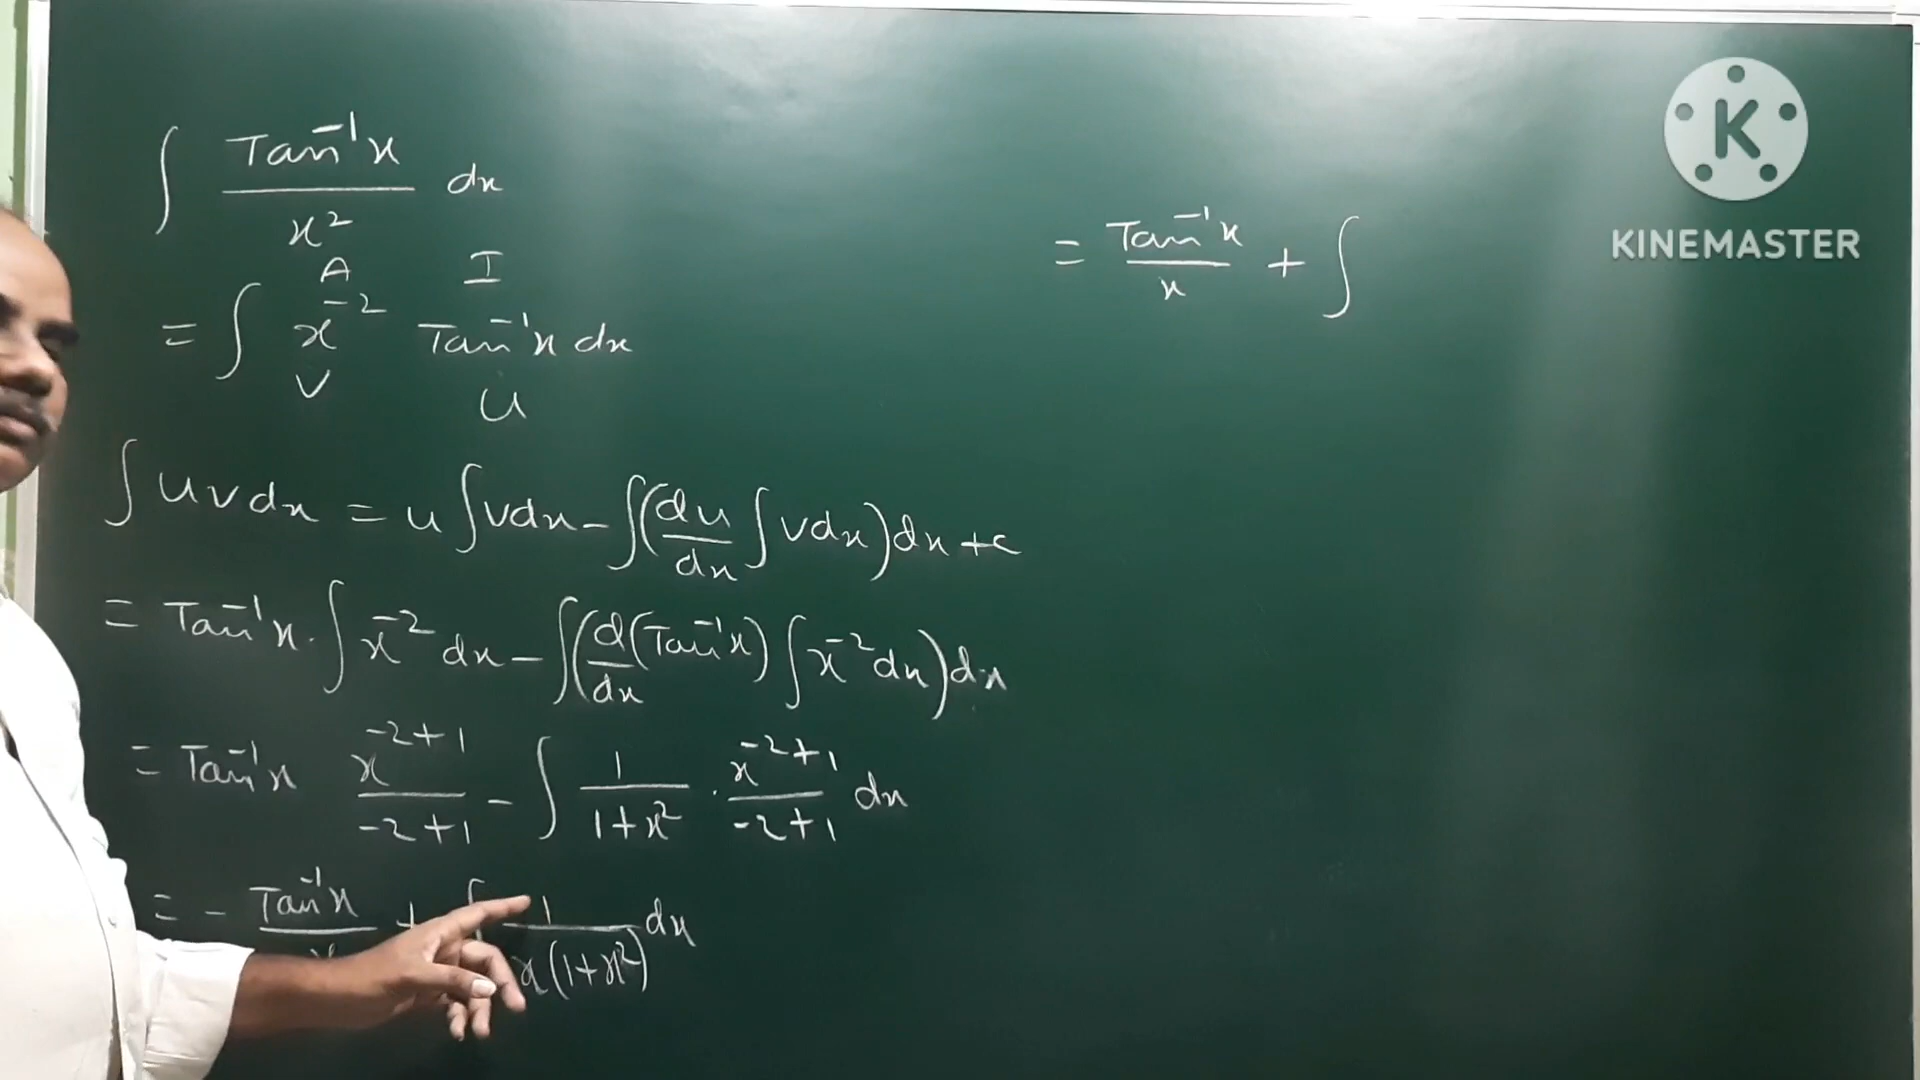 ∫ Tan⁻¹x / x² dx
A I
= ∫ x⁻² Tan⁻¹x dx
V U
∫ u v dx = u ∫ v dx - ∫ (du/dx ∫ v dx) dx + c
= Tan⁻¹x · ∫ x⁻² dx - ∫ (d/dx (Tan⁻¹x) ∫ x⁻² dx) dx
= Tan⁻¹x x⁻²⁺¹ / -2+1 - ∫ 1 / 1+x² · x⁻²⁺¹ / -2+1 dx
= - Tan⁻¹x / x + ∫ 1 / x(1+x²) dx
= Tan⁻¹x / x + ∫
K
KINEMASTER